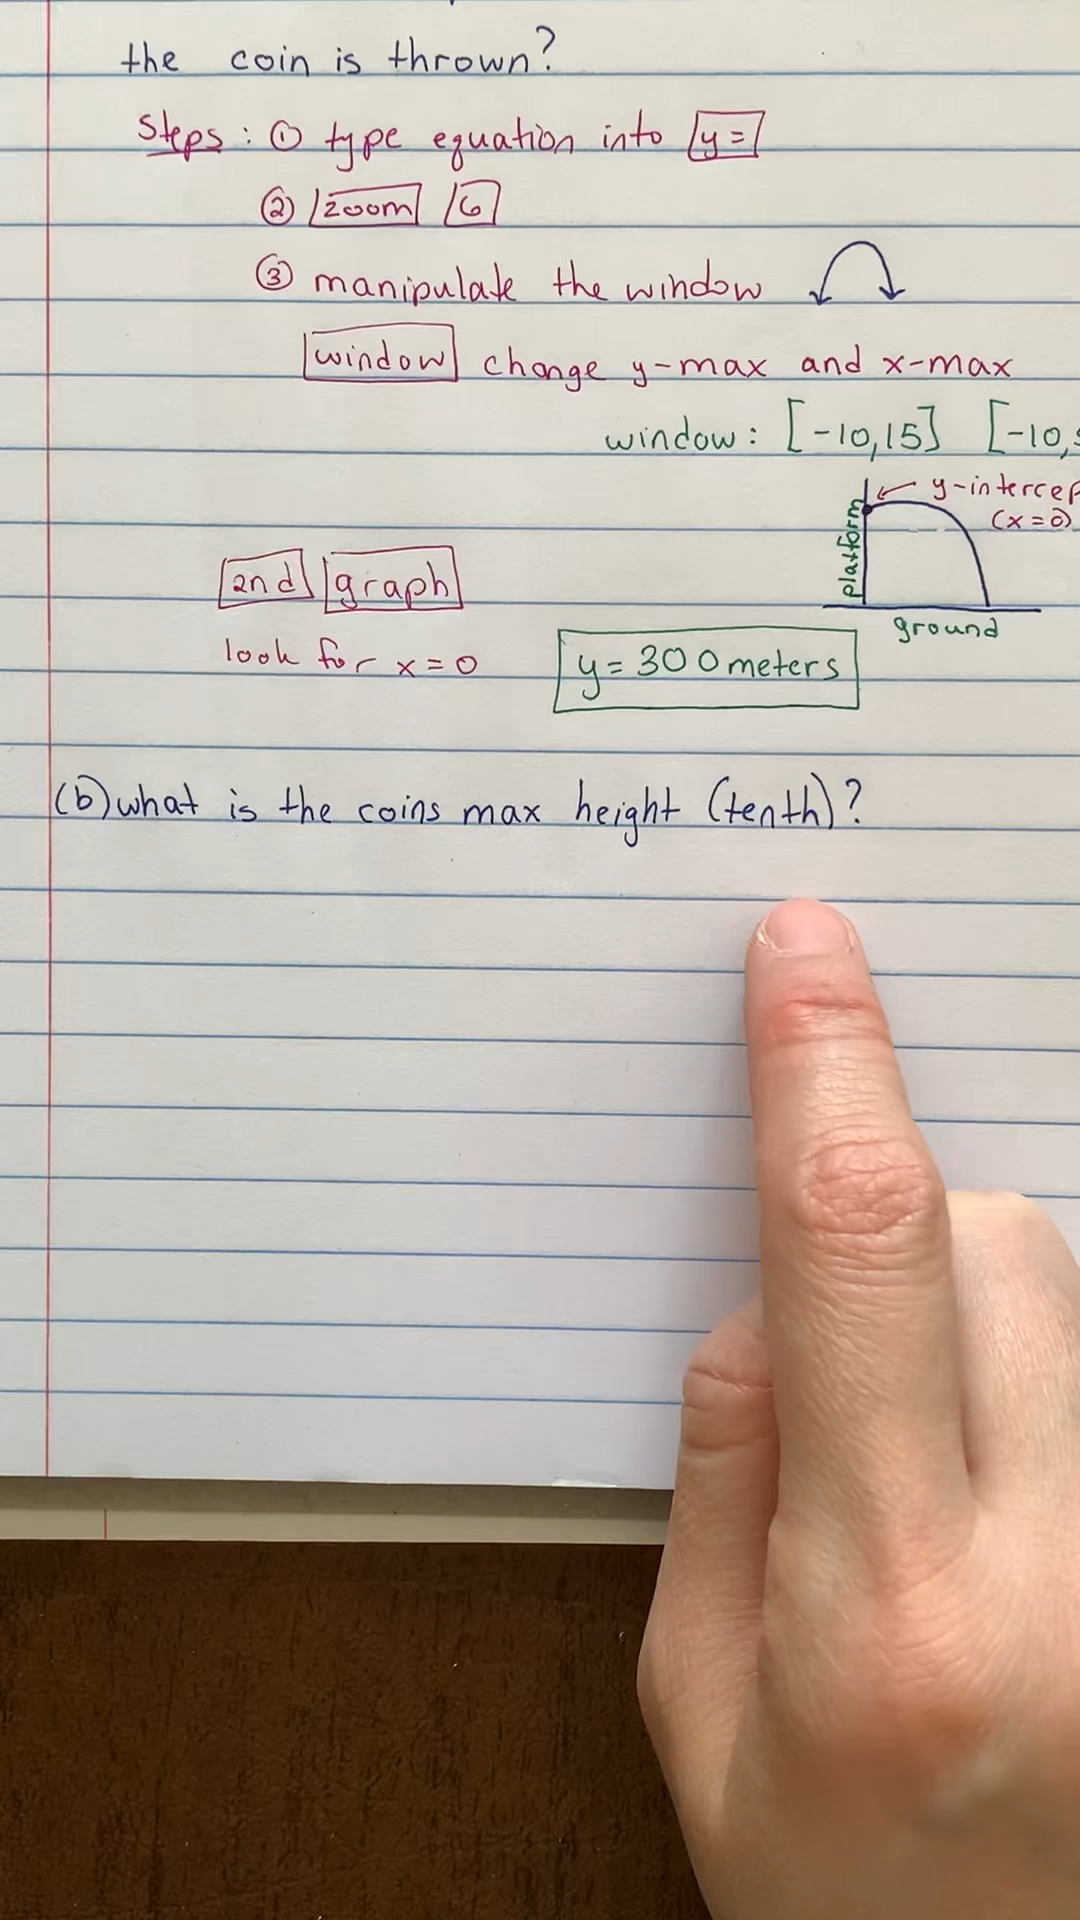 the coin is thrown?
Steps: ① type equation into y=
② zoom 6
③ manipulate the window
window change y-max and x-max
window: [-10,15] [-10,
y-intercep
(x=0)
platform
2nd graph
ground
look for x=0
y=300 meters
(b) what is the coins max height (tenth)?